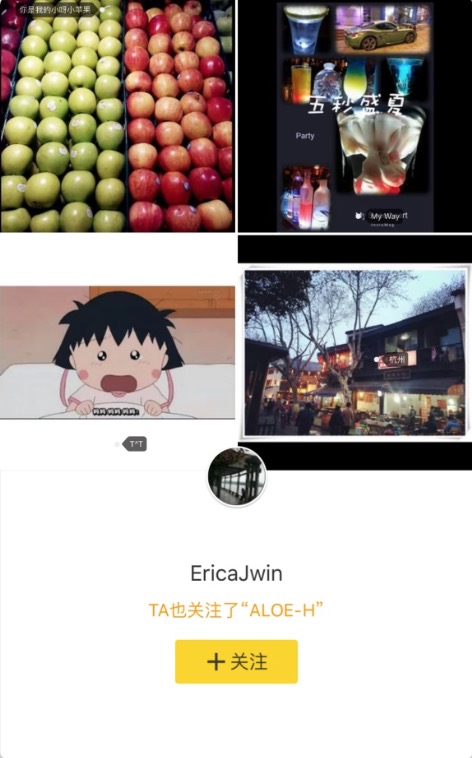 你是我的小呀小苹果
五秒盛夏
Party
My Way
妈妈 妈妈 妈妈
杭州
T^T
EricaJwin
TA也关注了“ALOE-H”
+ 关注